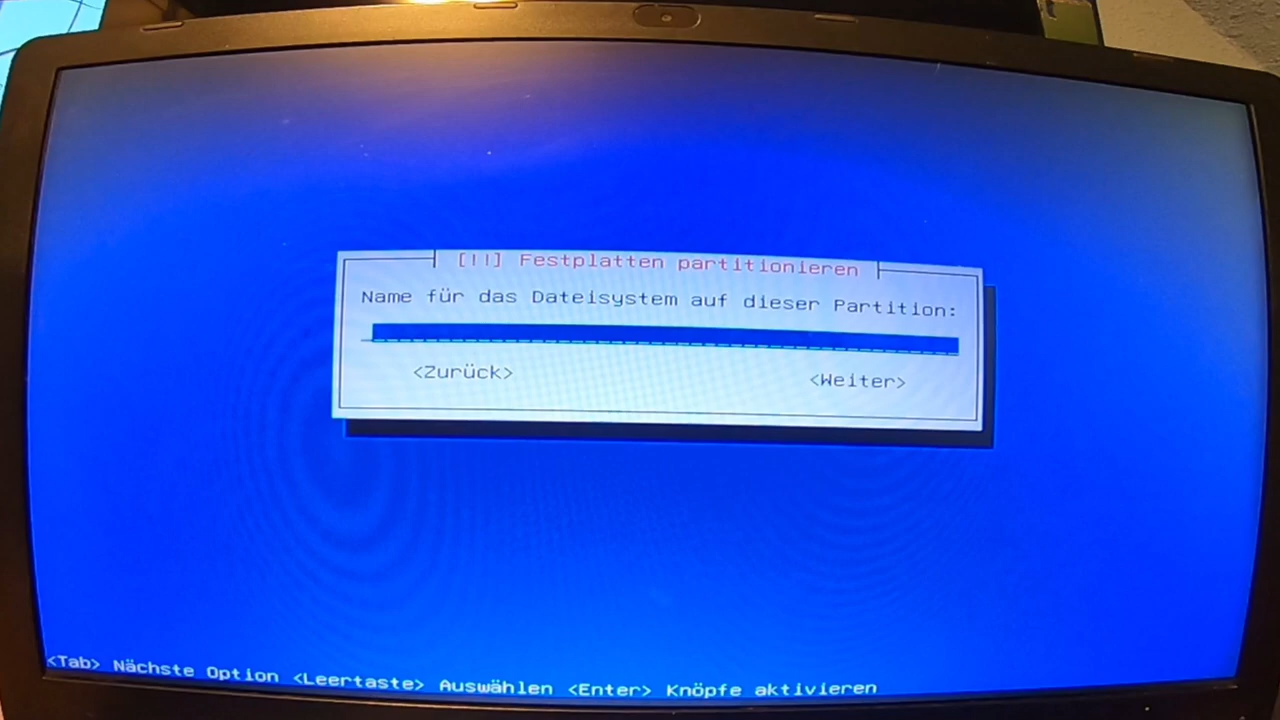 [!!] Festplatten partitionieren
Name für das Dateisystem auf dieser Partition:
<Zurück> <Weiter>
<Tab> Nächste Option <Leertaste> Auswählen <Enter> Knöpfe aktivieren